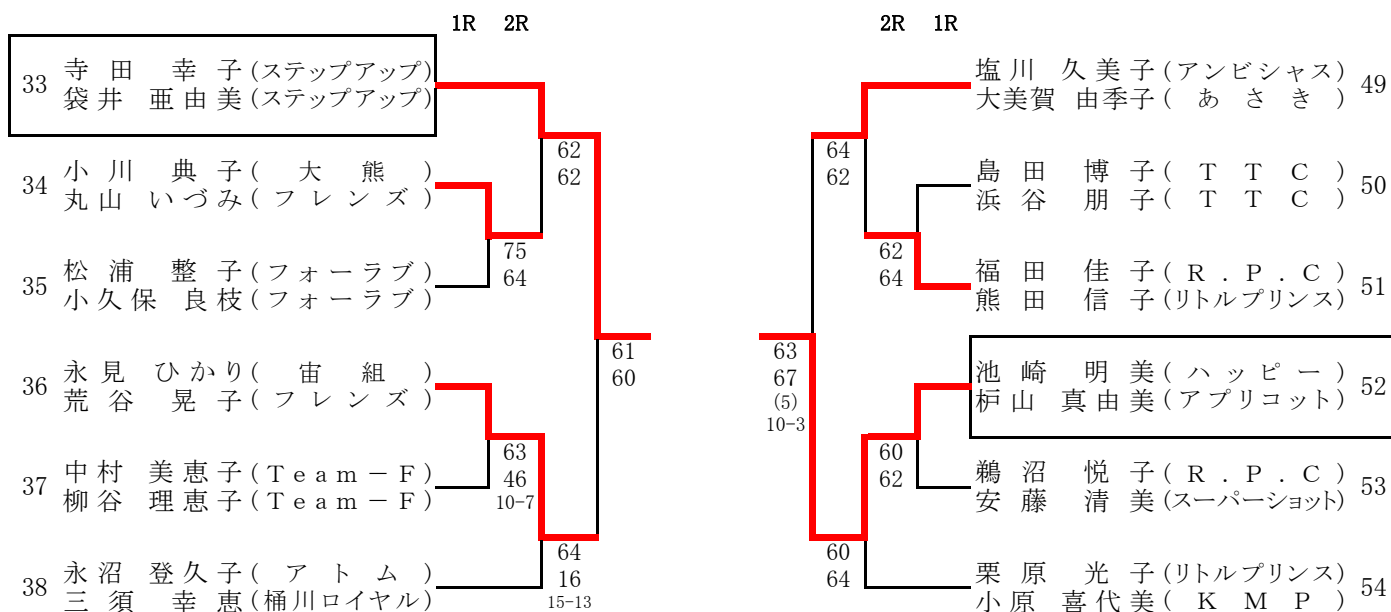 1R 2R
33 寺田 幸子(ステップアップ)
袋井 亜由美(ステップアップ)
62
62
34 小川 典子(大熊)
丸山 いづみ(フレンズ)
75
64
35 松浦 整子(フォーラブ)
小久保 良枝(フォーラブ)
61
60
36 永見 ひかり(宙組)
荒谷 晃子(フレンズ)
63
46
10-7
37 中村 美恵子(Team－F)
柳谷 理恵子(Team－F)
64
16
15-13
38 永沼 登久子(アトム)
三須 幸恵(桶川ロイヤル)
2R 1R
塩川 久美子(アンビシャス) 49
大美賀 由季子(あさき)
64
62
島田 博子(TTC) 50
浜谷 朋子(TTC)
62
64
福田 佳子(R.P.C) 51
熊田 信子(リトルプリンス)
63
67
(5)
10-3
池崎 明美(ハッピー) 52
枦山 真由美(アプリコット)
60
62
鵜沼 悦子(R.P.C) 53
安藤 清美(スーパーショット)
60
64
栗原 光子(リトルプリンス) 54
小原 喜代美(KMP)